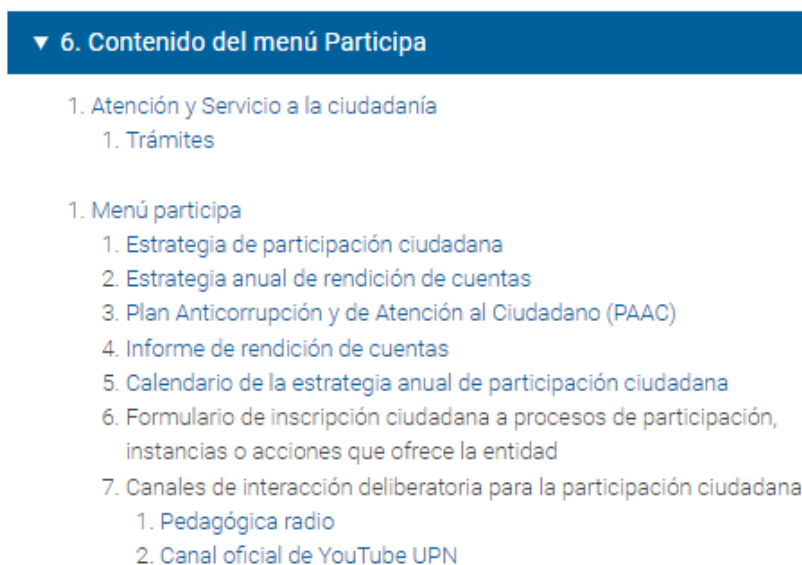 ▼ 6. Contenido del menú Participa
1. Atención y Servicio a la ciudadanía
1. Trámites
1. Menú participa
1. Estrategia de participación ciudadana
2. Estrategia anual de rendición de cuentas
3. Plan Anticorrupción y de Atención al Ciudadano (PAAC)
4. Informe de rendición de cuentas
5. Calendario de la estrategia anual de participación ciudadana
6. Formulario de inscripción ciudadana a procesos de participación,
instancias o acciones que ofrece la entidad
7. Canales de interacción deliberatoria para la participación ciudadana
1. Pedagógica radio
2. Canal oficial de YouTube UPN